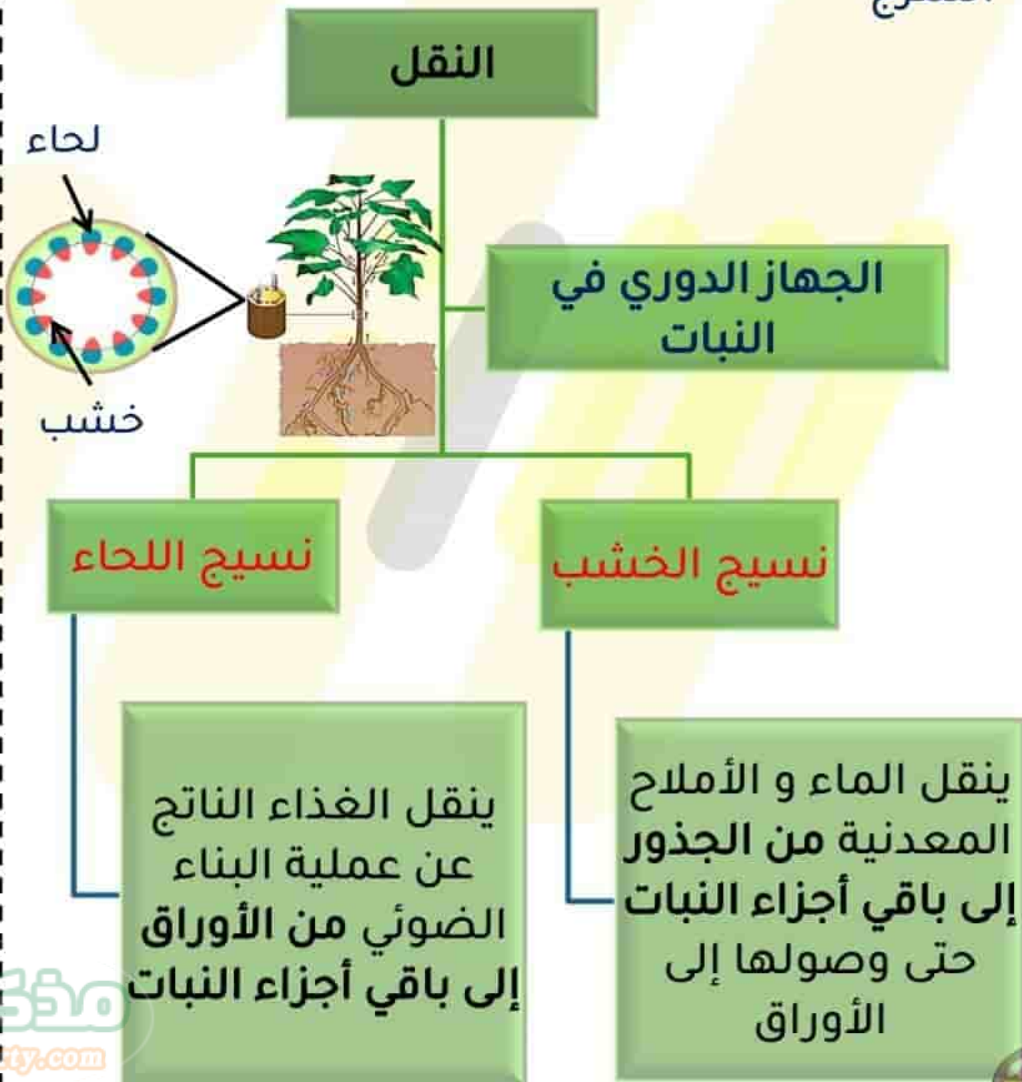 النقل
لحاء
خشب
الجهاز الدوري في
النبات
نسيج الخشب
نسيج اللحاء
ينقل الماء و الأملاح
المعدنية من الجذور
إلى باقي أجزاء النبات
حتى وصولها إلى
الأوراق
ينقل الغذاء الناتج
عن عملية البناء
الضوئي من الأوراق
إلى باقي أجزاء النبات